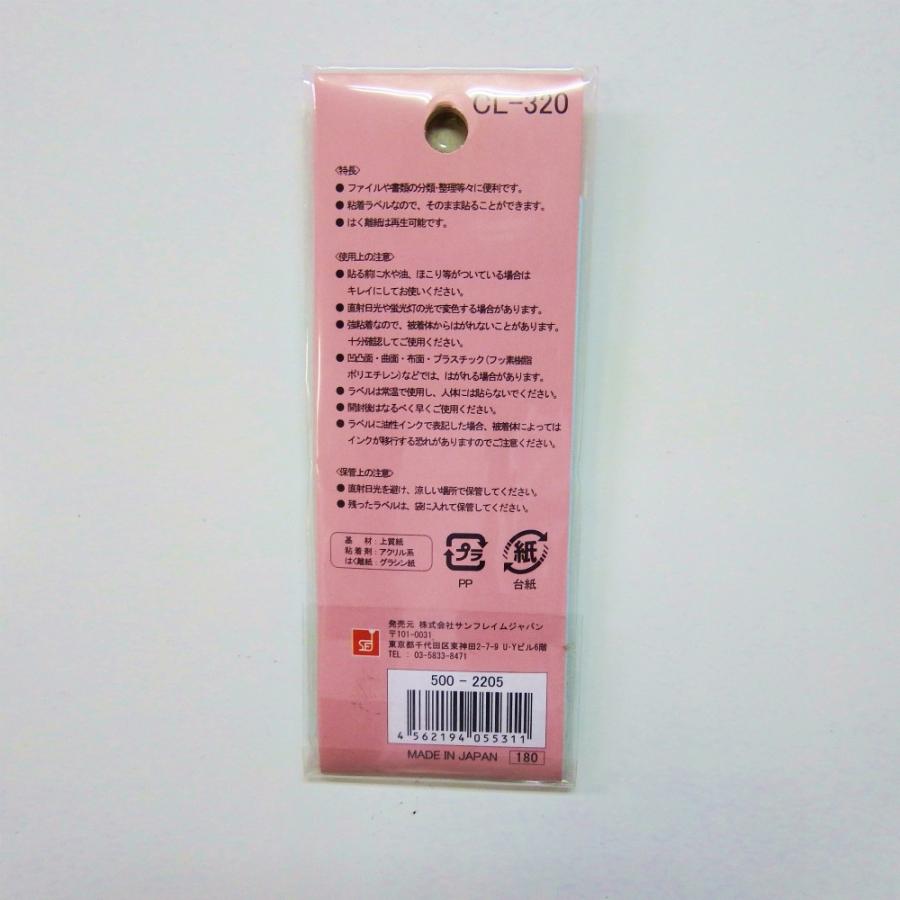 CL-320
〈特長〉
● ファイルや書類の分類・整理等々に便利です。
● 粘着ラベルなので、そのまま貼ることができます。
● はく離紙は再生可能です。
〈使用上の注意〉
● 貼る前に水や油、ほこり等がついている場合は
キレイにしてお使いください。
● 直射日光や蛍光灯の光で変色する場合があります。
● 強粘着なので、被着体からはがれないことがあります。
十分確認してご使用ください。
● 凹凸面・曲面・布面・プラスチック(フッ素樹脂
ポリエチレン)などでは、はがれる場合があります。
● ラベルは常温で使用し、人体には貼らないでください。
● 開封後はなるべく早くご使用ください。
● ラベルに油性インクで表記した場合、被着体によっては
インクが移行する恐れがありますのでご注意ください。
〈保管上の注意〉
● 直射日光を避け、涼しい場所で保管してください。
● 残ったラベルは、袋に入れて保管してください。
基 材：上質紙
粘着剤：アクリル系
はく離紙：グラシン紙
プラ
PP
紙
台紙
発売元 株式会社サンフレイムジャパン
〒101-0031
東京都千代田区東神田2-7-9 U・Yビル6階
TEL : 03-5833-8471
500 - 2205
4 562194 055311
MADE IN JAPAN 180